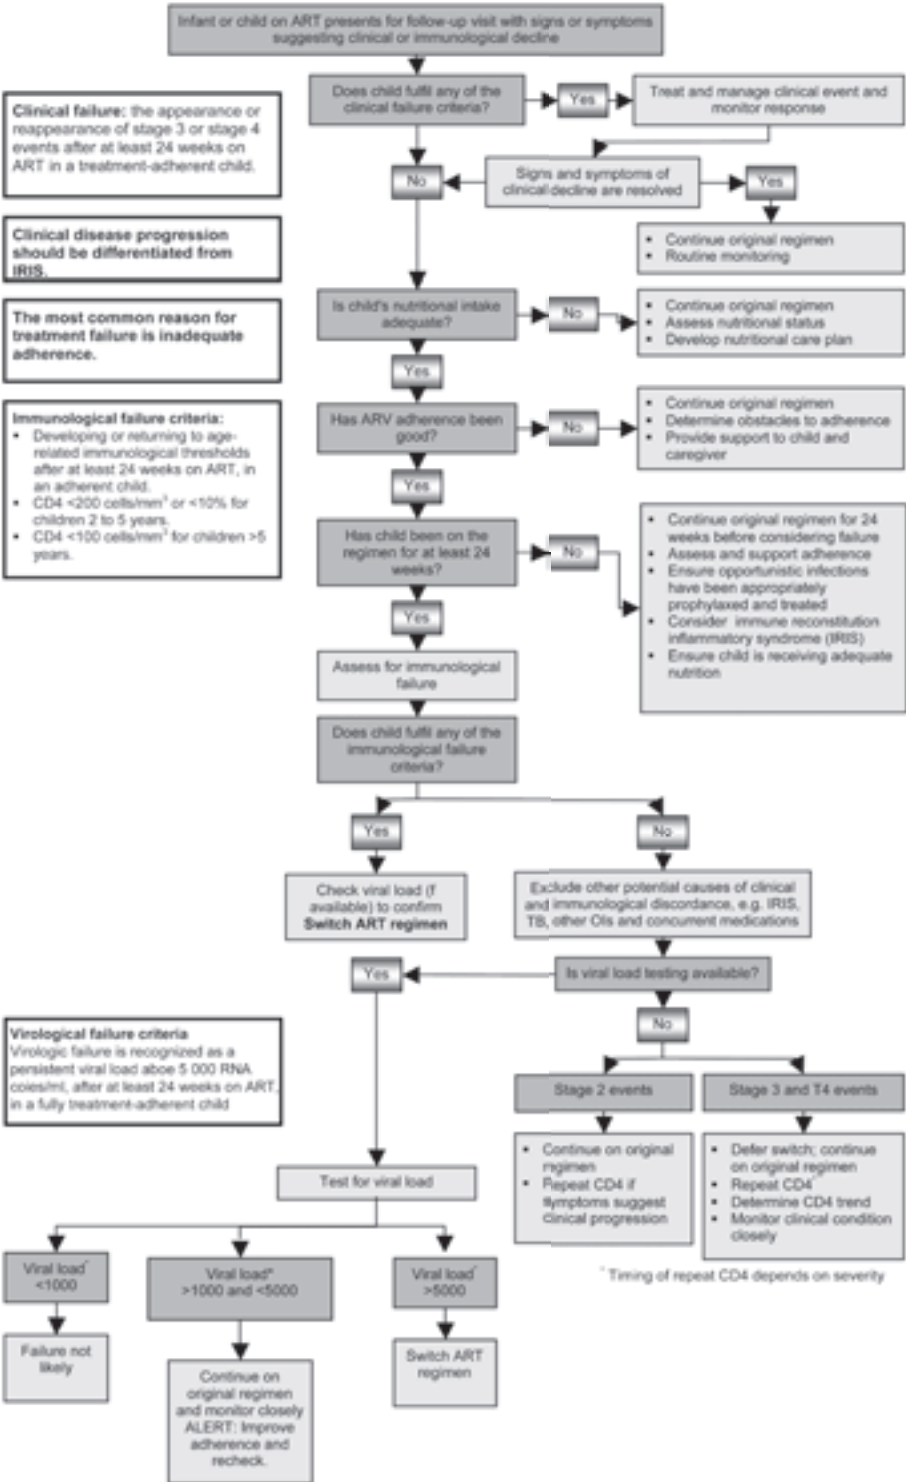 Infant or child on ART presents for follow-up visit with signs or symptoms
suggesting clinical or immunological decline
Does child fulfil any of the
clinical failure criteria?
Yes
Treat and manage clinical event and
monitor response
Clinical failure: the appearance or
reappearance of stage 3 or stage 4
events after at least 24 weeks on
ART in a treatment-adherent child.
No
Signs and symptoms of
clinical decline are resolved
Yes
Clinical disease progression
should be differentiated from
IRIS.
▪ Continue original regimen
▪ Routine monitoring
The most common reason for
treatment failure is inadequate
adherence.
Is child's nutritional intake
adequate?
No
▪ Continue original regimen
▪ Assess nutritional status
▪ Develop nutritional care plan
Yes
Immunological failure criteria:
▪ Developing or returning to age-
related immunological thresholds
after at least 24 weeks on ART, in
an adherent child.
▪ CD4 <200 cells/mm³ or <10% for
children 2 to 5 years.
▪ CD4 <100 cells/mm³ for children >5
years.
Has ARV adherence been
good?
No
▪ Continue original regimen
▪ Determine obstacles to adherence
▪ Provide support to child and
caregiver
Yes
Has child been on the
regimen for at least 24
weeks?
No
▪ Continue original regimen for 24
weeks before considering failure
▪ Assess and support adherence
▪ Ensure opportunistic infections
have been appropriately
prophylaxed and treated
▪ Consider immune reconstitution
inflammatory syndrome (IRIS)
▪ Ensure child is receiving adequate
nutrition
Yes
Assess for immunological
failure
Does child fulfil any of the
immunological failure
criteria?
Yes
No
Check viral load (f
available) to confirm
Switch ART regimen
Exclude other potential causes of clinical
and immunological discordance, e.g. IRIS,
TB, other OIs and concurrent medications
Yes
Is viral load testing available?
No
Virological failure criteria
Virologic failure is recognized as a
persistent viral load aboe 5 000 RNA
coies/ml, after at least 24 weeks on ART,
in a fully treatment-adherent child
Stage 2 events
Stage 3 and T4 events
▪ Continue on original
regimen
▪ Repeat CD4 if
symptoms suggest
clinical progression
▪ Defer switch; continue
on original regimen
▪ Repeat CD4*
▪ Determine CD4 trend
▪ Monitor clinical condition
closely
Test for viral load
* Timing of repeat CD4 depends on severity
Viral load*
<1000
Viral load*
>1000 and <5000
Viral load*
>5000
Failure not
likely
Continue on
original regimen
and monitor closely
ALERT: Improve
adherence and
recheck.
Switch ART
regimen